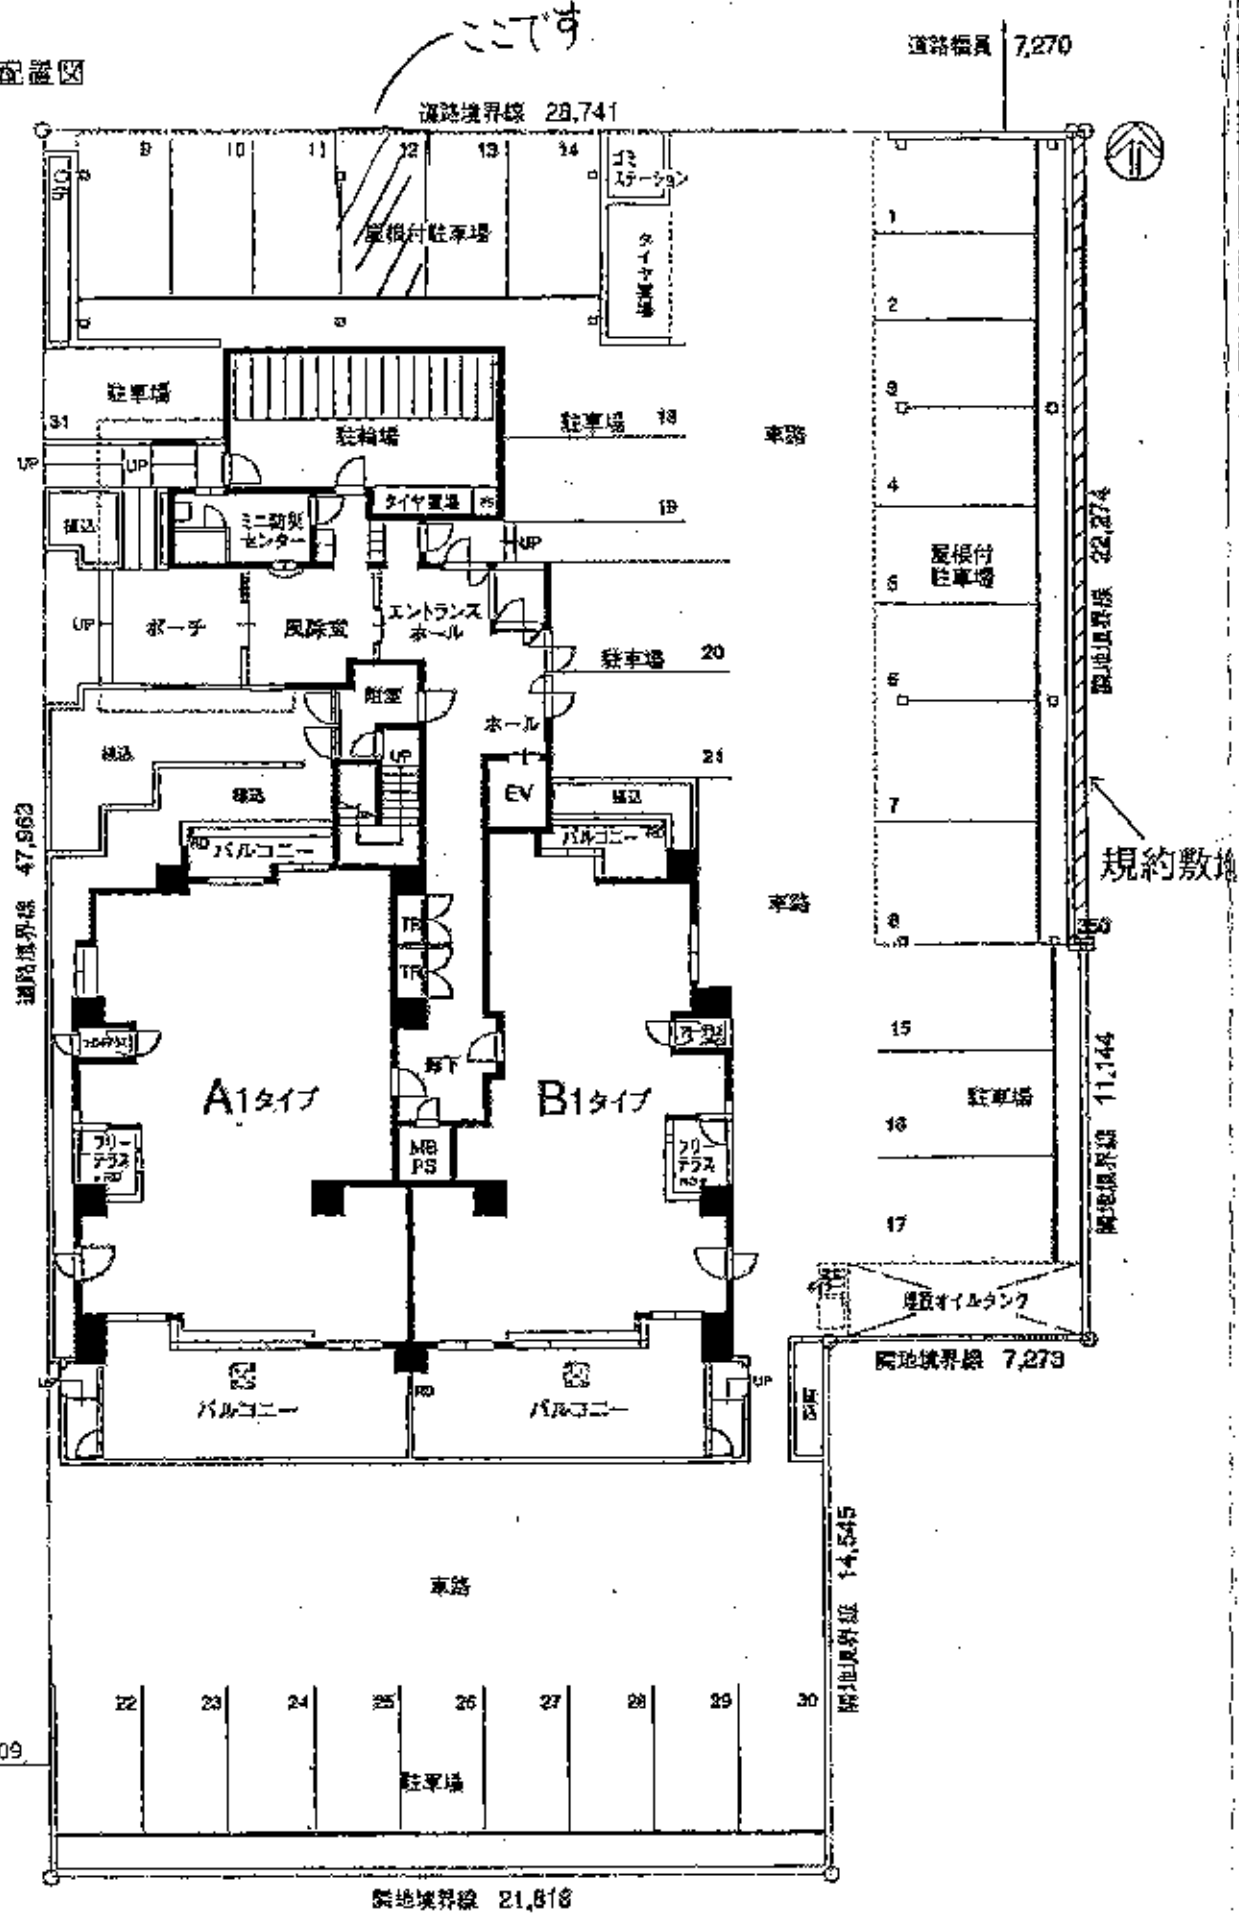 ここです
道路幅員 7,270
配置図
道路境界線 28,741
9
10
11
12
13
14
ゴミ
ステーション
屋根付駐車場
タイヤ置場
1
2
3
4
5
6
7
8
屋根付
駐車場
駐車場
31
駐輪場
駐車場 18
車路
UP
UP
タイヤ置場
植込
ミニ防災
センター
19
UP
UP
ポーチ
風除室
エントランス
ホール
駐車場 20
階室
ホール
UP
21
植込
植込
EV
植込
RD
バルコニー
バルコニー
隣地境界線 22,274
規約敷地
350
道路境界線 47,963
車路
TR
TR
廊下
A1タイプ
B1タイプ
MB
PS
フリー
テラス
フリー
テラス
15
16
17
駐車場
隣地境界線 11,144
埋設オイルタンク
隣地境界線 7,273
バルコニー
RD
バルコニー
UP
車路
隣地境界線 14,545
22
23
24
25
26
27
28
29
30
駐車場
09
隣地境界線 21,818